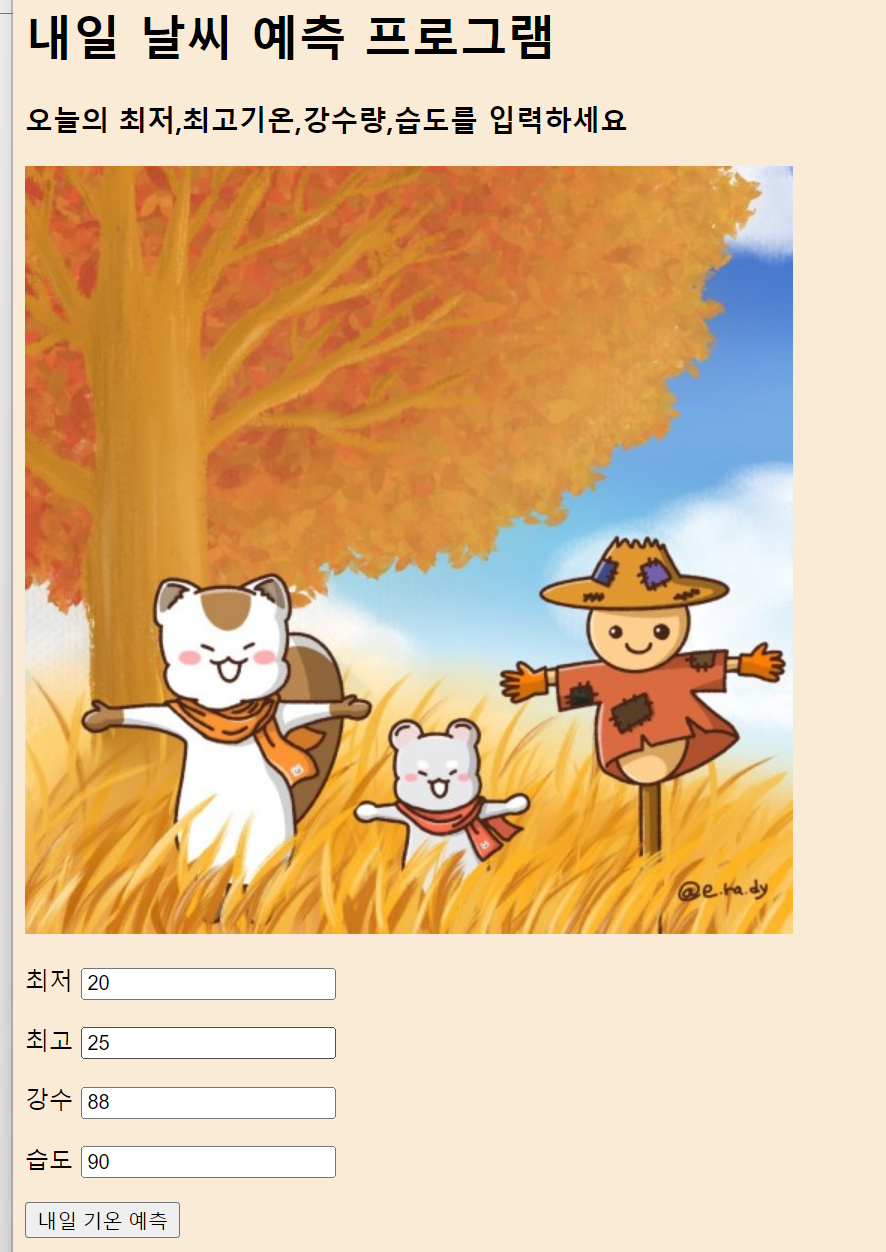 내일 날씨 예측 프로그램
오늘의 최저,최고기온,강수량,습도를 입력하세요
@e.ra.dy
최저 20
최고 25
강수 88
습도 90
내일 기온 예측